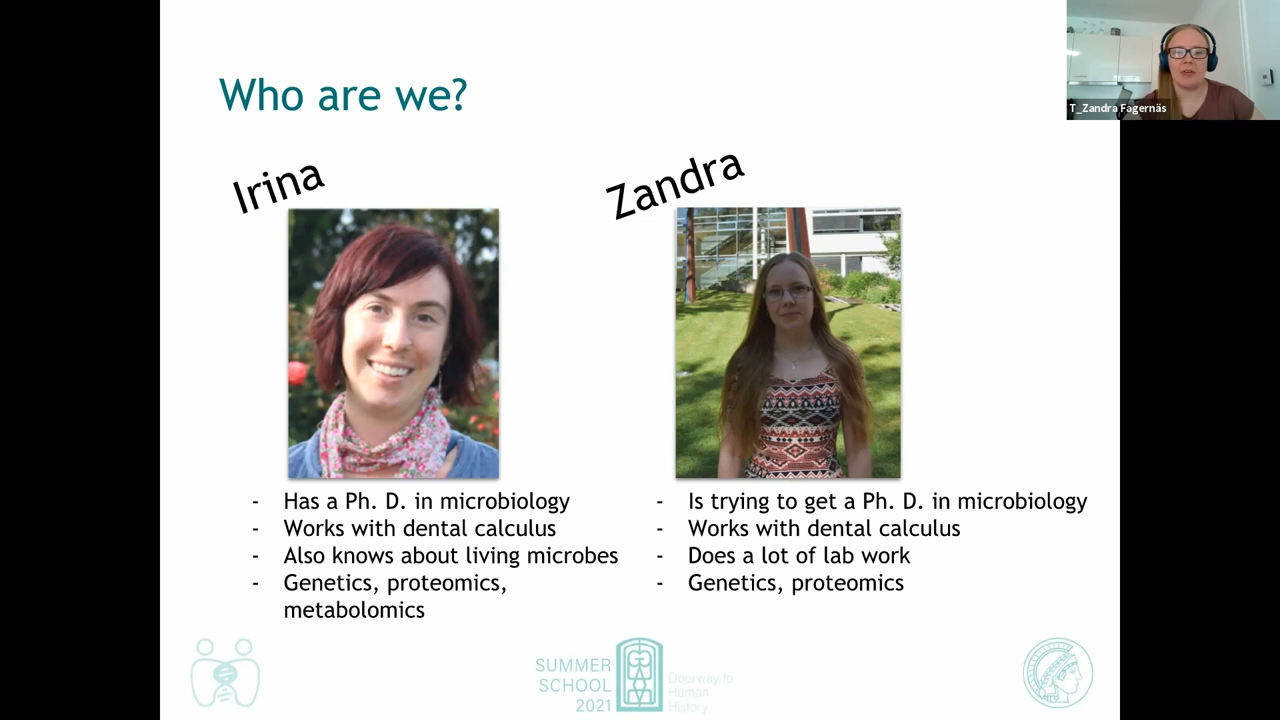 Who are we?
T_Zandra Fagernäs
Irina
Zandra
- Has a Ph. D. in microbiology
- Works with dental calculus
- Also knows about living microbes
- Genetics, proteomics,
metabolomics
- Is trying to get a Ph. D. in microbiology
- Works with dental calculus
- Does a lot of lab work
- Genetics, proteomics
SUMMER
SCHOOL
2021
Doorway to
Human
History